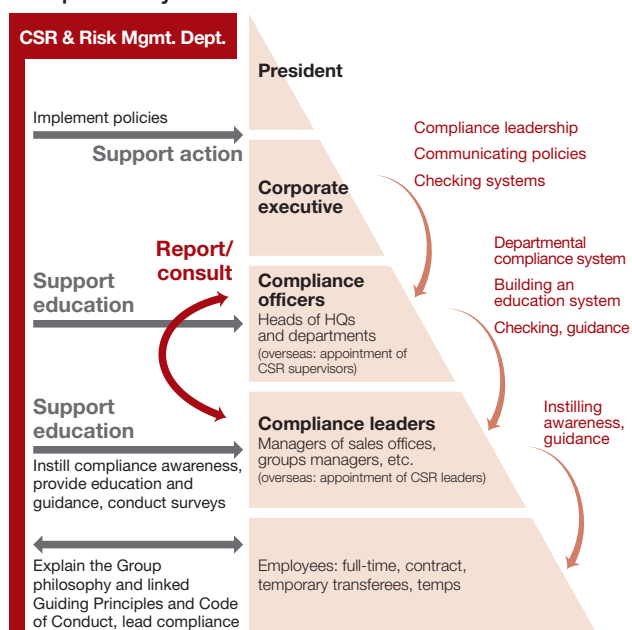 CSR & Risk Mgmt. Dept.
President
Implement policies
Support action
Compliance leadership
Communicating policies
Checking systems
Corporate
executive
Report/
consult
Departmental
compliance system
Building an
education system
Checking, guidance
Support
education
Compliance
officers
Heads of HQs
and departments
(overseas: appointment of
CSR supervisors)
Support
education
Instill compliance awareness,
provide education and
guidance, conduct surveys
Compliance leaders
Managers of sales offices,
groups managers, etc.
(overseas: appointment of CSR leaders)
Instilling
awareness,
guidance
Explain the Group
philosophy and linked
Guiding Principles and Code
of Conduct, lead compliance
Employees: full-time, contract,
temporary transferees, temps